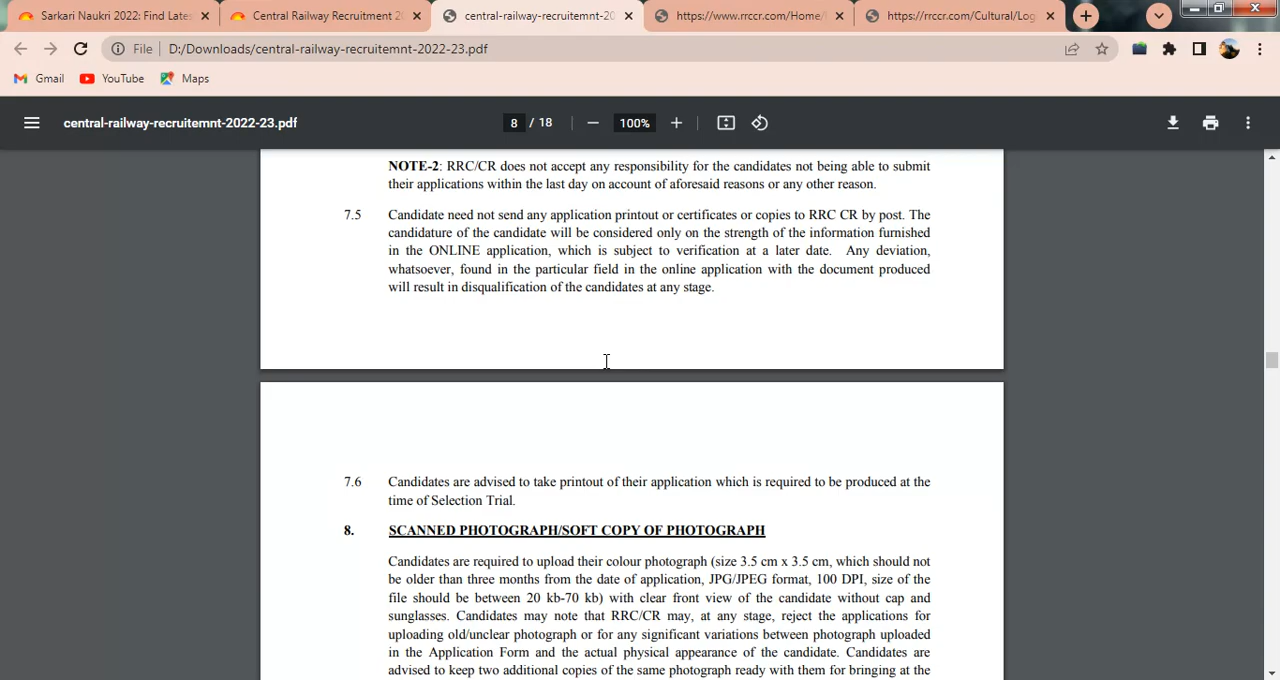 Sarkari Naukri 2022: Find Late
Central Railway Recruitment 2
central-railway-recruitemnt-20
https://www.rrccr.com/Home/
https://rrccr.com/Cultural/Log
File
D:/Downloads/central-railway-recruitemnt-2022-23.pdf
Gmail
YouTube
Maps
central-railway-recruitemnt-2022-23.pdf
8 / 18
100%
NOTE-2: RRC/CR does not accept any responsibility for the candidates not being able to submit
their applications within the last day on account of aforesaid reasons or any other reason.
7.5 Candidate need not send any application printout or certificates or copies to RRC CR by post. The
candidature of the candidate will be considered only on the strength of the information furnished
in the ONLINE application, which is subject to verification at a later date. Any deviation,
whatsoever, found in the particular field in the online application with the document produced
will result in disqualification of the candidates at any stage.
7.6 Candidates are advised to take printout of their application which is required to be produced at the
time of Selection Trial.
8. SCANNED PHOTOGRAPH/SOFT COPY OF PHOTOGRAPH
Candidates are required to upload their colour photograph (size 3.5 cm x 3.5 cm, which should not
be older than three months from the date of application, JPG/JPEG format, 100 DPI, size of the
file should be between 20 kb-70 kb) with clear front view of the candidate without cap and
sunglasses. Candidates may note that RRC/CR may, at any stage, reject the applications for
uploading old/unclear photograph or for any significant variations between photograph uploaded
in the Application Form and the actual physical appearance of the candidate. Candidates are
advised to keep two additional copies of the same photograph ready with them for bringing at the